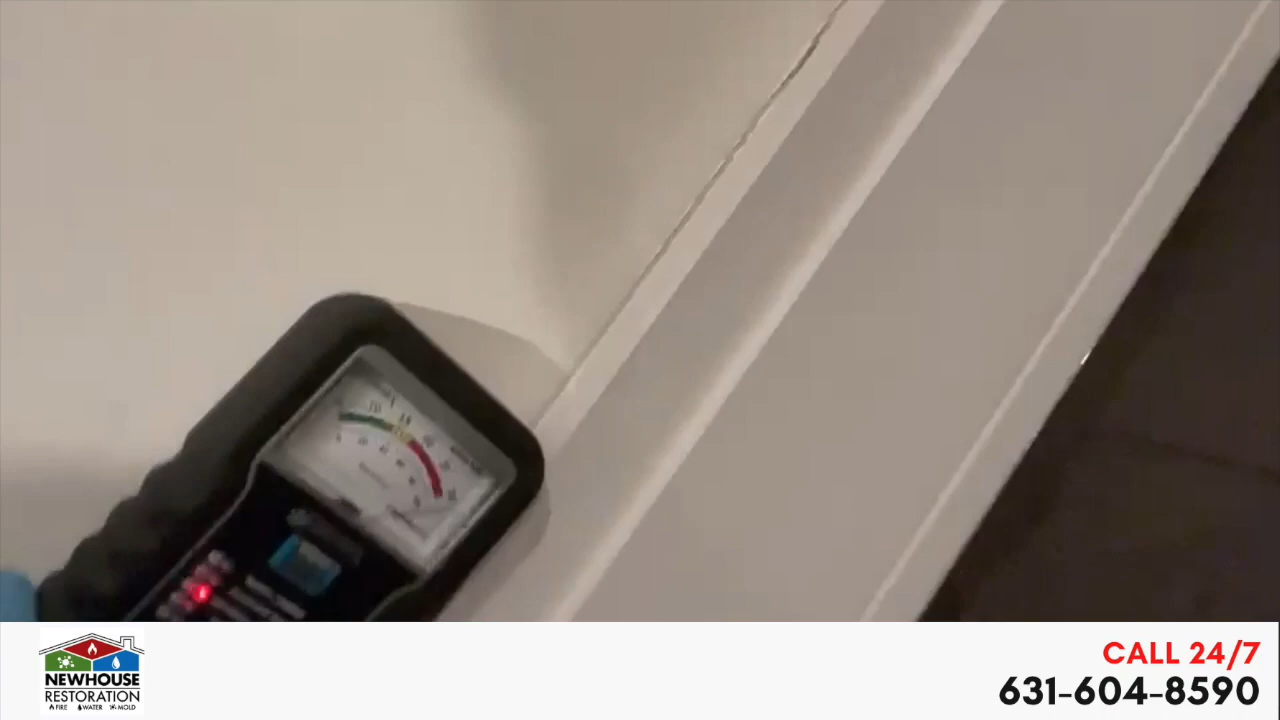 NEWHOUSE
RESTORATION
FIRE WATER MOLD
CALL 24/7
631-604-8590